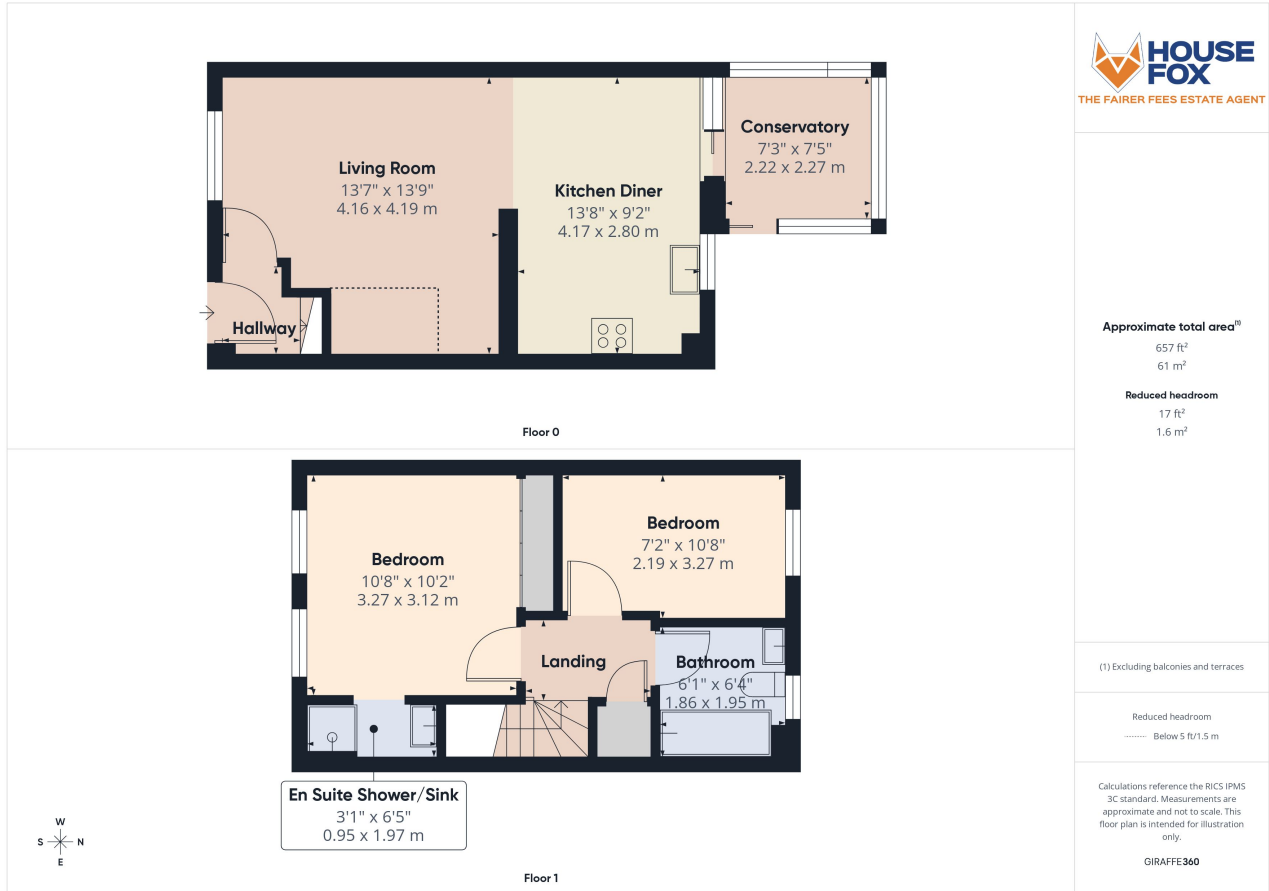 Living Room
13'7" x 13'9"
4.16 x 4.19 m
Kitchen Diner
13'8" x 9'2"
4.17 x 2.80 m
Conservatory
7'3" x 7'5"
2.22 x 2.27 m
Hallway
Floor 0
Bedroom
10'8" x 10'2"
3.27 x 3.12 m
Bedroom
7'2" x 10'8"
2.19 x 3.27 m
Landing
Bathroom
6'1" x 6'4"
1.86 x 1.95 m
En Suite Shower/Sink
3'1" x 6'5"
0.95 x 1.97 m
W
S N
E
Floor 1
HOUSE
FOX
THE FAIRER FEES ESTATE AGENT
Approximate total area(1)
657 ft²
61 m²
Reduced headroom
17 ft²
1.6 m²
(1) Excluding balconies and terraces
Reduced headroom
Below 5 ft/1.5 m
Calculations reference the RICS IPMS
3C standard. Measurements are
approximate and not to scale. This
floor plan is intended for illustration
only.
GIRAFFE360